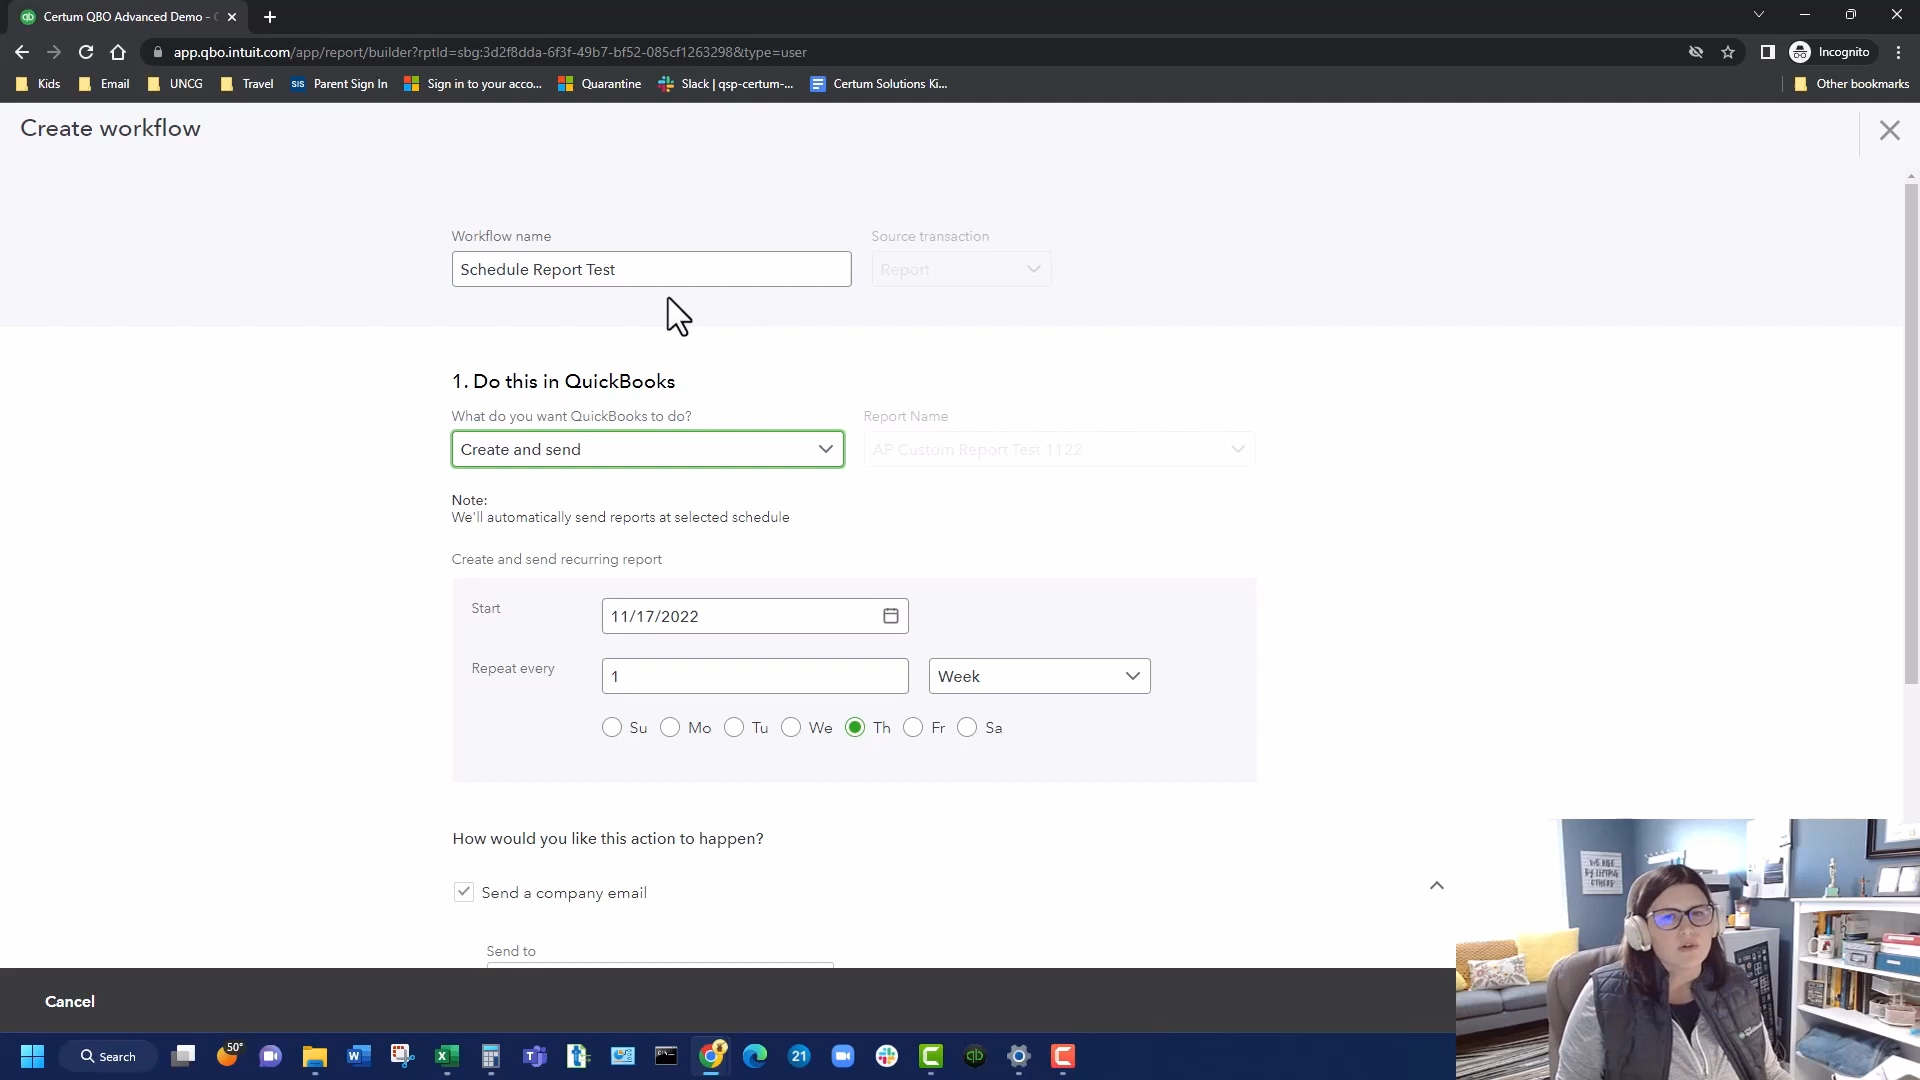 Certum QBO Advanced Demo -
app.qbo.intuit.com/app/report/builder?rptId=sbg:3d2f8dda-6f3f-49b7-bf52-085cf1263298&type=user
Incognito
Kids
Email
UNCG
Travel
SIS
Parent Sign In
Sign in to your acco...
Quarantine
Slack | qsp-certum-...
Certum Solutions Ki...
Other bookmarks
Create workflow
Workflow name
Source transaction
Schedule Report Test
Report
1. Do this in QuickBooks
What do you want QuickBooks to do?
Report Name
Create and send
AP Custom Report Test 1122
Note:
We'll automatically send reports at selected schedule
Create and send recurring report
Start
11/17/2022
Repeat every
1
Week
Su Mo Tu We Th Fr Sa
How would you like this action to happen?
Send a company email
Send to
WE RISE
BY LIFTING
OTHERS
Cancel
Search
50°
21